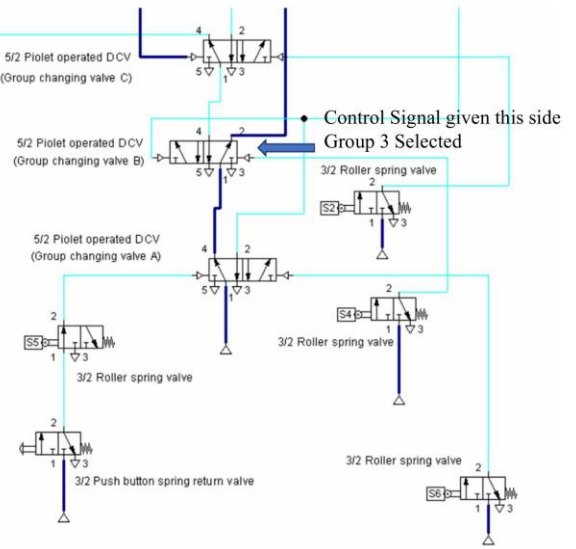 4 2
5/2 Piolet operated DCV
(Group changing valve C)
5 1 3
Control Signal given this side
Group 3 Selected
4 2
5/2 Piolet operated DCV
(Group changing valve B)
5 1 3
3/2 Roller spring valve
2
S2
1 3
5/2 Piolet operated DCV
(Group changing valve A)
4 2
5 1 3
2
S4
1 3
3/2 Roller spring valve
2
S5
1 3
3/2 Roller spring valve
2
1 3
3/2 Push button spring return valve
3/2 Roller spring valve
2
S6
1 3